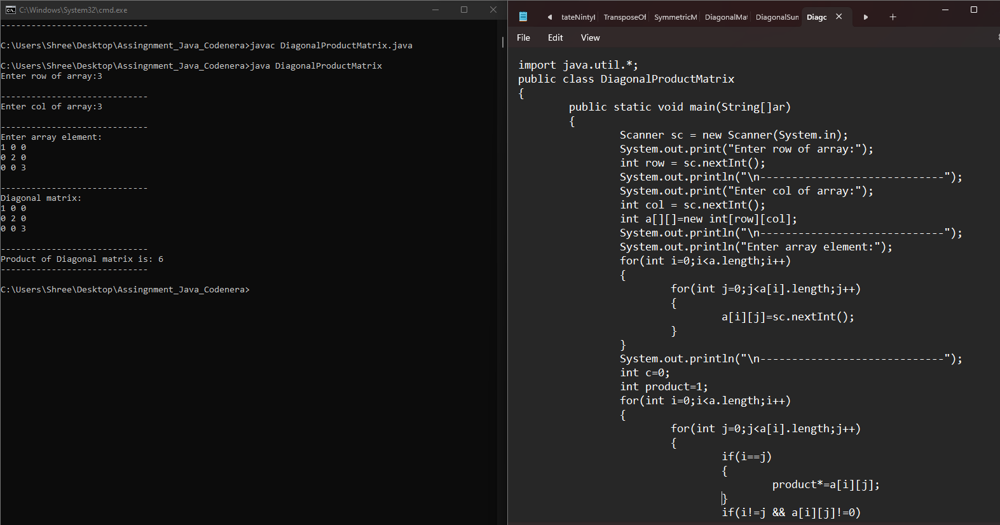 C:\Windows\System32\cmd.exe
-----------------------------
C:\Users\Shree\Desktop\Assingnment_Java_Codenera>javac DiagonalProductMatrix.java
C:\Users\Shree\Desktop\Assingnment_Java_Codenera>java DiagonalProductMatrix
Enter row of array:3
-----------------------------
Enter col of array:3
-----------------------------
Enter array element:
1 0 0
0 2 0
0 0 3
-----------------------------
Diagonal matrix:
1 0 0
0 2 0
0 0 3
-----------------------------
Product of Diagonal matrix is: 6
-----------------------------
C:\Users\Shree\Desktop\Assingnment_Java_Codenera>
tateNintyI TransposeOf SymmetricM DiagonalMat DiagonalSum Diagc
File Edit View
import java.util.*;
public class DiagonalProductMatrix
{
public static void main(String[]ar)
{
Scanner sc = new Scanner(System.in);
System.out.print("Enter row of array:");
int row = sc.nextInt();
System.out.println("\n-----------------------------");
System.out.print("Enter col of array:");
int col = sc.nextInt();
int a[][]=new int[row][col];
System.out.println("\n-----------------------------");
System.out.println("Enter array element:");
for(int i=0;i<a.length;i++)
{
for(int j=0;j<a[i].length;j++)
{
a[i][j]=sc.nextInt();
}
}
System.out.println("\n-----------------------------");
int c=0;
int product=1;
for(int i=0;i<a.length;i++)
{
for(int j=0;j<a[i].length;j++)
{
if(i==j)
{
product*=a[i][j];
}
if(i!=j && a[i][j]!=0)